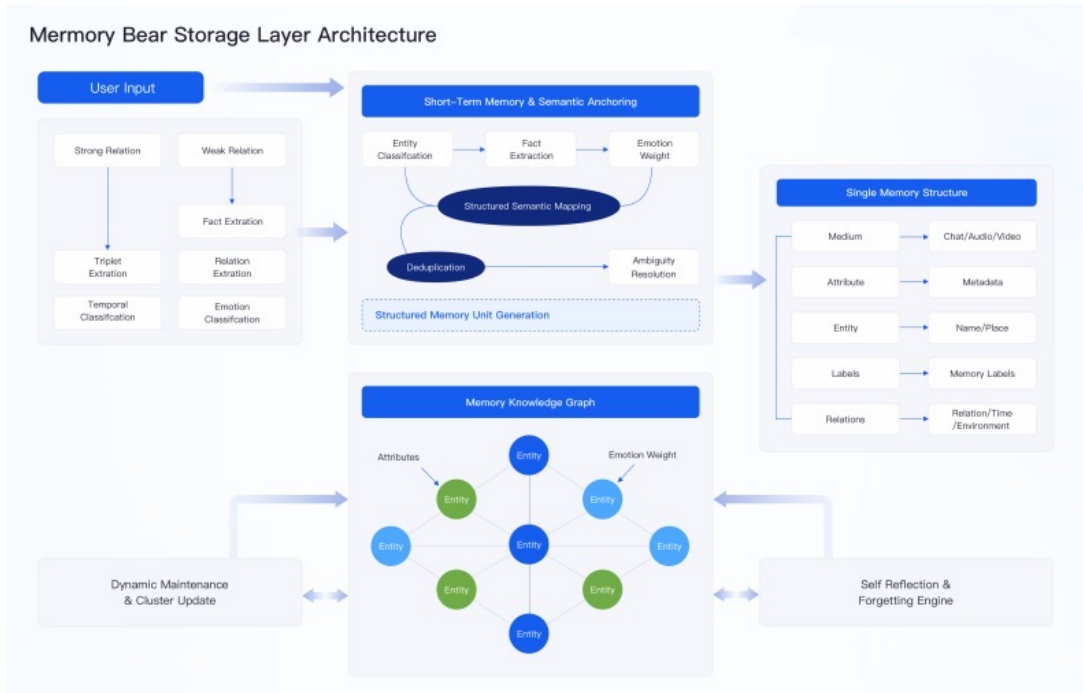 Mermory Bear Storage Layer Architecture
User Input
Strong Relation
Weak Relation
Fact Extration
Triplet
Extration
Relation
Extration
Temporal
Classifcation
Emotion
Classifcation
Short-Term Memory & Semantic Anchoring
Entity
Classifcation
Fact
Extraction
Emotion
Weight
Structured Semantic Mapping
Deduplication
Ambiguity
Resolution
Structured Memory Unit Generation
Single Memory Structure
Medium
Chat/Audio/Video
Attribute
Metadata
Entity
Name/Place
Labels
Memory Labels
Relations
Relation/Time
/Environment
Memory Knowledge Graph
Attributes
Emotion Weight
Entity
Entity
Entity
Entity
Entity
Entity
Entity
Entity
Entity
Dynamic Maintenance
& Cluster Update
Self Reflection &
Forgetting Engine